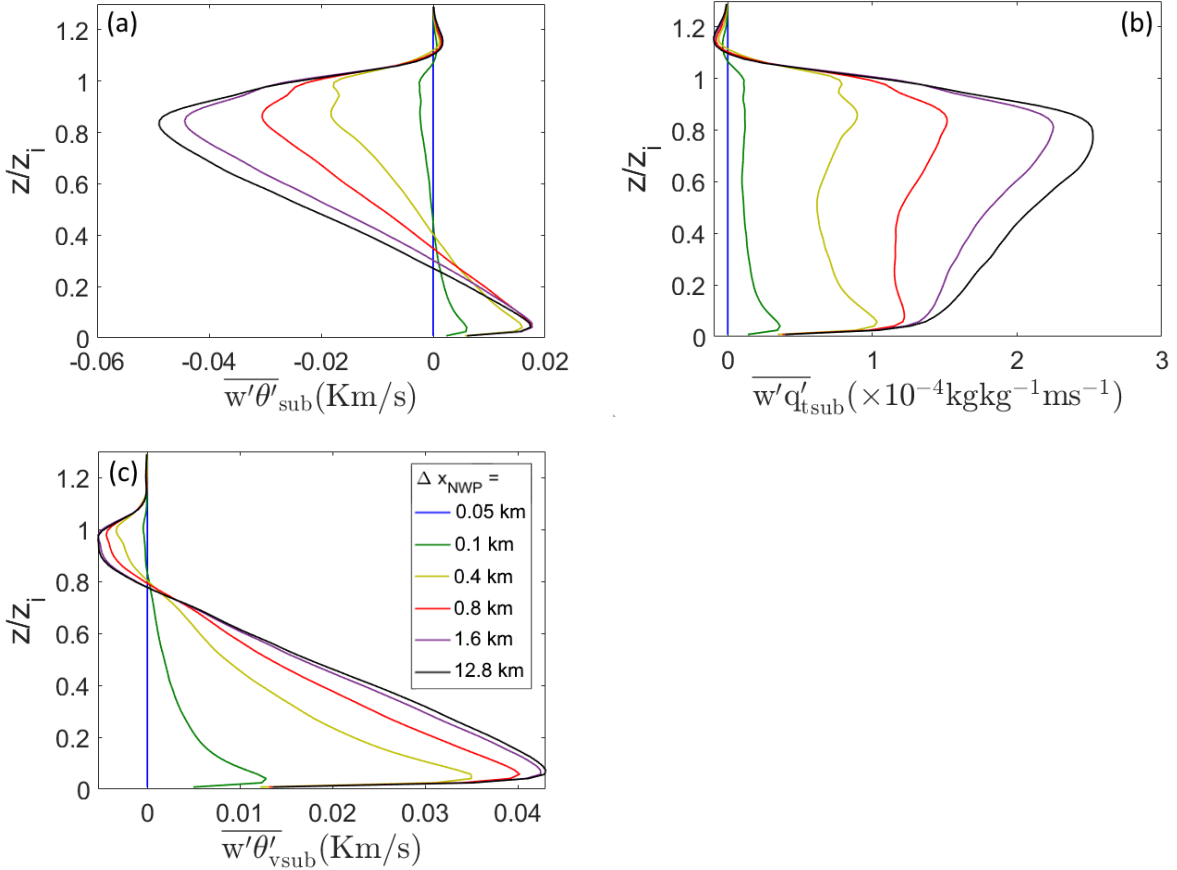 (a)
1.2
1
0.8
0.6
0.4
0.2
0
z/z_i
-0.06 -0.04 -0.02 0 0.02
w'θ'_sub(Km/s)
(b)
1.2
1
0.8
0.6
0.4
0.2
0
z/z_i
0 1 2 3
w'q'_tsub(×10⁻⁴kgkg⁻¹ms⁻¹)
(c)
1.2
1
0.8
0.6
0.4
0.2
0
z/z_i
Δ x_NWP =
0.05 km
0.1 km
0.4 km
0.8 km
1.6 km
12.8 km
0 0.01 0.02 0.03 0.04
w'θ'_vsub(Km/s)